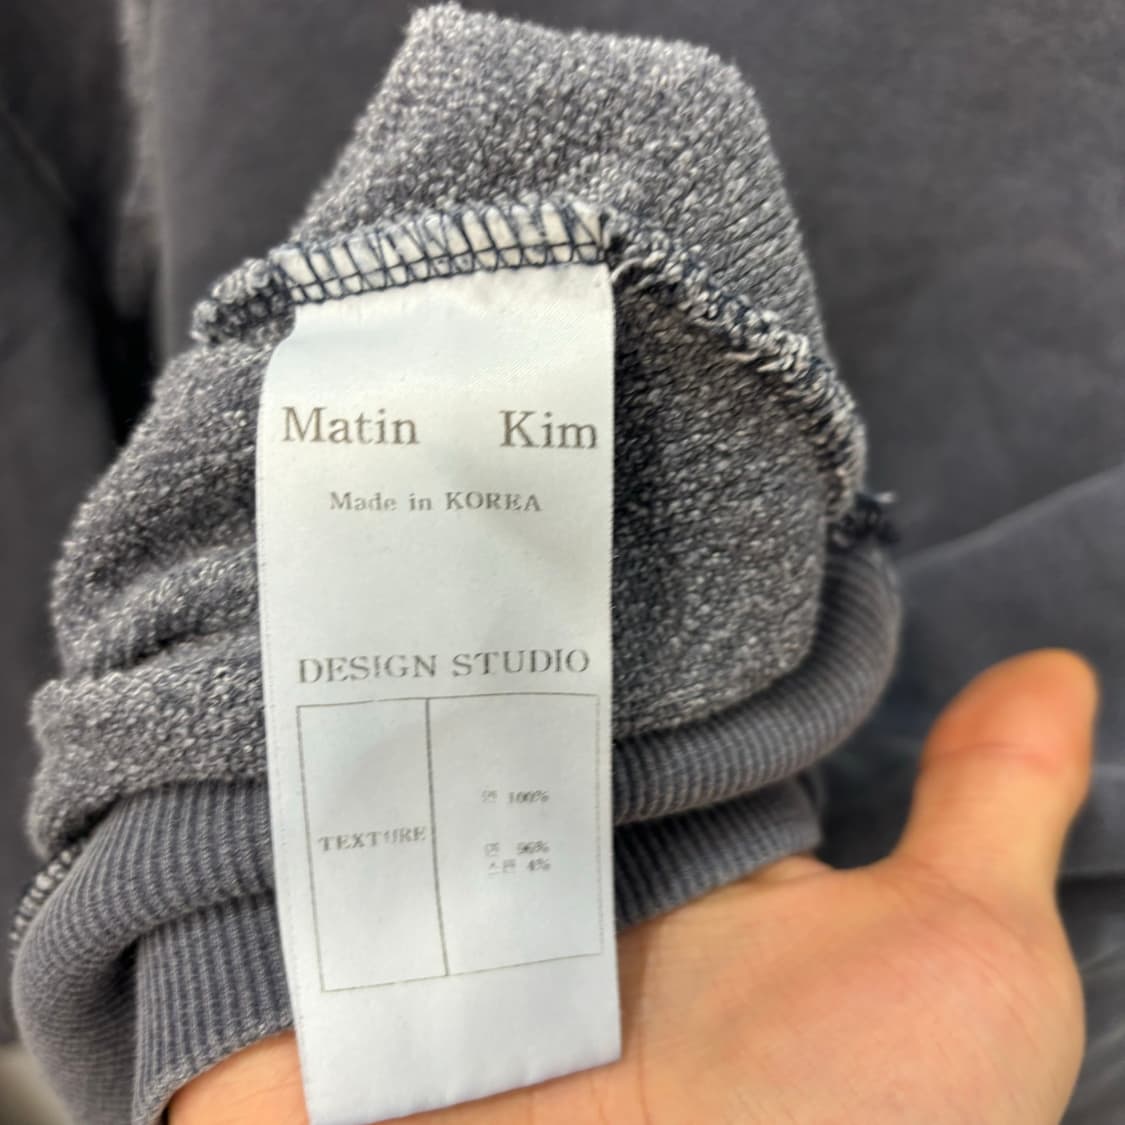 Matin Kim
Made in KOREA
DESIGN STUDIO
TEXTURE
면 100%
면 96%
스판 4%